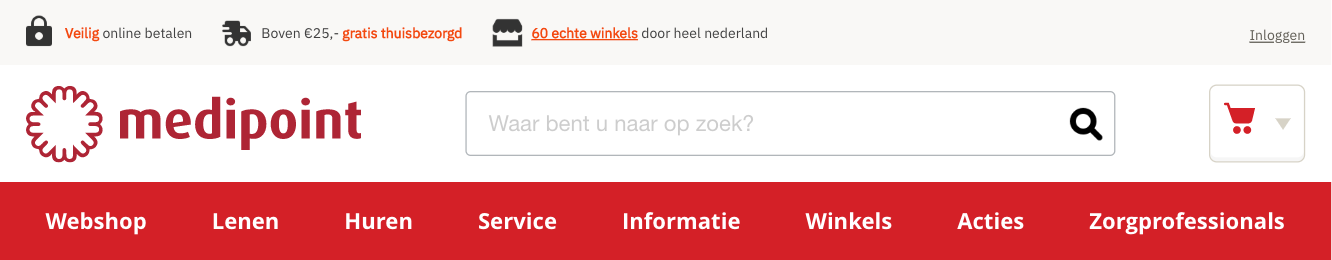 Veilig online betalen
Boven €25,- gratis thuisbezorgd
60 echte winkels door heel nederland
Inloggen
medipoint
Waar bent u naar op zoek?
Webshop Lenen Huren Service Informatie Winkels Acties Zorgprofessionals